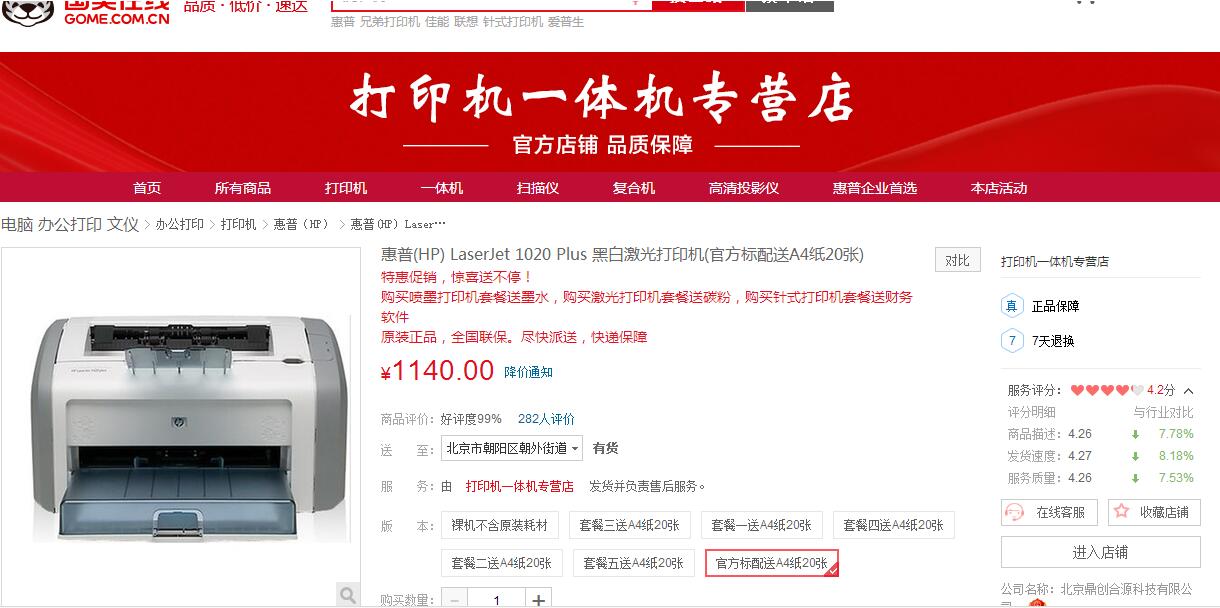 国美在线
GOME.COM.CN
品质·低价·速达
惠普 兄弟打印机 佳能 联想 针式打印机 爱普生
打印机一体机专营店
官方店铺 品质保障
首页 所有商品 打印机 一体机 扫描仪 复合机 高清投影仪 惠普企业首选 本店活动
电脑 办公打印 文仪 > 办公打印 > 打印机 > 惠普（HP） > 惠普(HP) Laser···
惠普(HP) LaserJet 1020 Plus 黑白激光打印机(官方标配送A4纸20张)
对比
特惠促销，惊喜送不停！
购买喷墨打印机套餐送墨水，购买激光打印机套餐送碳粉，购买针式打印机套餐送财务
软件
原装正品，全国联保。尽快派送，快递保障
¥1140.00 降价通知
商品评价：好评度99% 282人评价
送 至：北京市朝阳区朝外街道 有货
服 务：由 打印机一体机专营店 发货并负责售后服务。
版 本：裸机不含原装耗材 套餐三送A4纸20张 套餐一送A4纸20张 套餐四送A4纸20张
套餐二送A4纸20张 套餐五送A4纸20张 官方标配送A4纸20张
购买数量：− 1 +
hp
打印机一体机专营店
真 正品保障
7 7天退换
服务评分： 4.2分
评分明细 与行业对比
商品描述：4.26 7.78%
发货速度：4.27 8.18%
服务质量：4.26 7.53%
在线客服 收藏店铺
进入店铺
公司名称：北京鼎创合源科技有限公
司